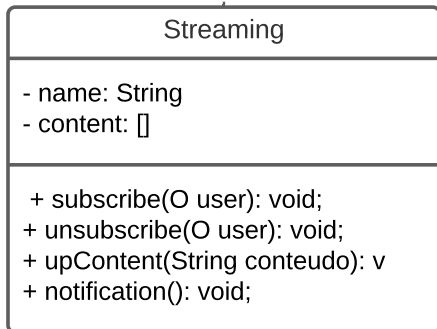 Streaming
- name: String
- content: []
+ subscribe(O user): void;
+ unsubscribe(O user): void;
+ upContent(String conteudo): v
+ notification(): void;